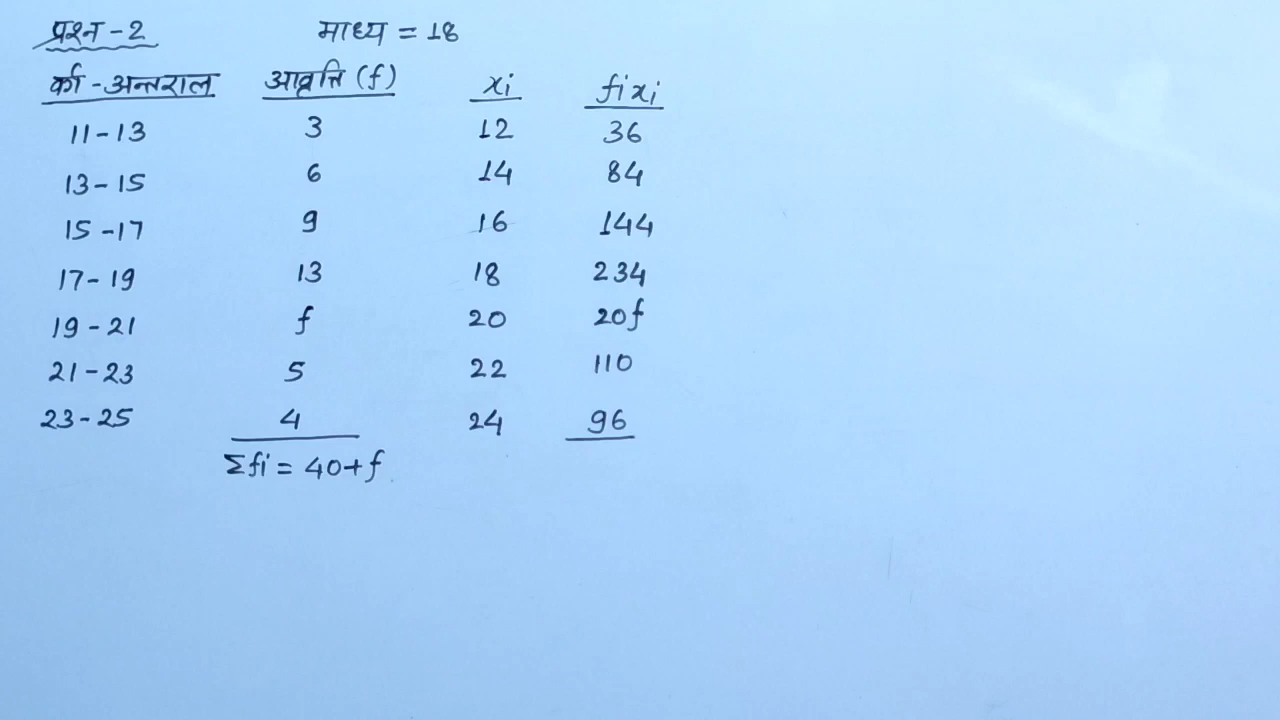 प्रश्न - 2 माध्य = 18
वर्ग - अन्तराल आवृत्ति (f) xi fixi
11-13 3 12 36
13-15 6 14 84
15-17 9 16 144
17-19 13 18 234
19-21 f 20 20f
21-23 5 22 110
23-25 4 24 96
Σfi = 40+f